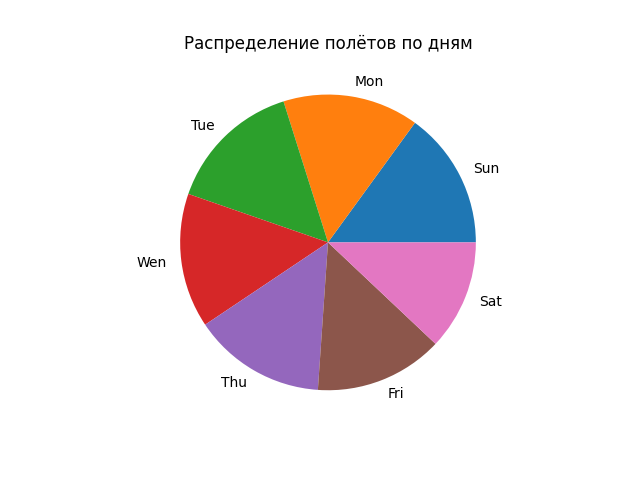 Распределение полётов по дням
Mon
Tue
Sun
Wen
Sat
Thu
Fri